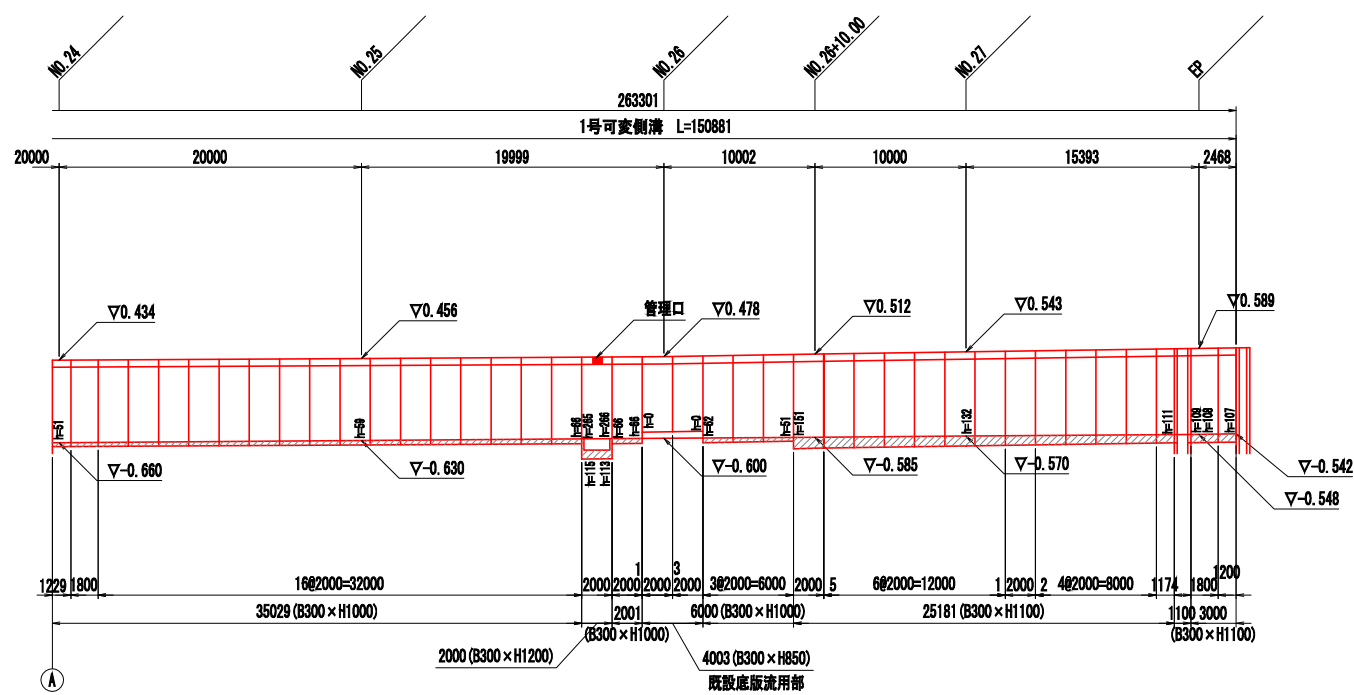 NO.24
NO.25
NO.26
NO.26+10.00
NO.27
EP
263301
1号可変側溝 L=150881
20000
20000
19999
10002
10000
15393
2468
▽0.434
▽0.456
管理口
▽0.478
▽0.512
▽0.543
▽0.589
h=51
h=59
h=66
h=265
h=266
h=66
h=66
h=0
h=0
h=62
h=51
h=151
h=132
h=111
h=109
h=108
h=107
h=115
h=113
▽-0.660
▽-0.630
▽-0.600
▽-0.585
▽-0.570
▽-0.542
▽-0.548
1229
1800
16@2000=32000
2000
2000
1
2000
3
2000
3@2000=6000
2000
5
6@2000=12000
1
2000
2
4@2000=8000
1174
1800
1200
35029(B300×H1000)
2001
(B300×H1000)
6000(B300×H1000)
25181(B300×H1100)
1100
3000
(B300×H1100)
2000(B300×H1200)
4003(B300×H850)
既設底版流用部
A